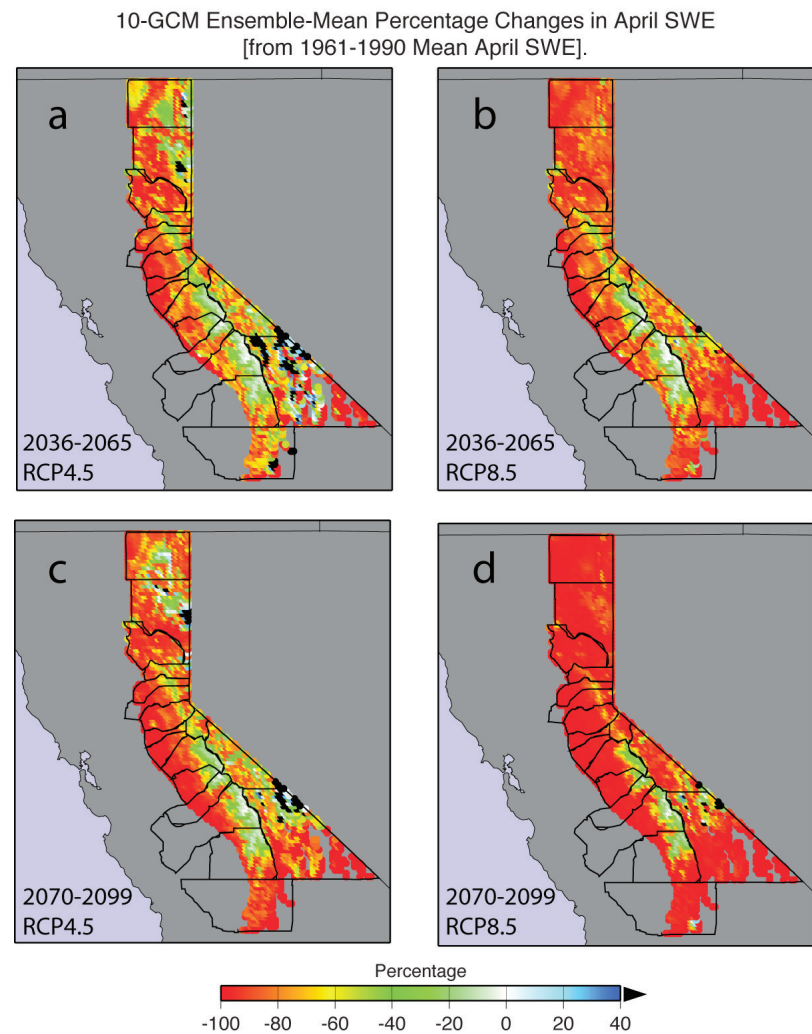 10-GCM Ensemble-Mean Percentage Changes in April SWE
[from 1961-1990 Mean April SWE].
a
2036-2065
RCP4.5
b
2036-2065
RCP8.5
c
2070-2099
RCP4.5
d
2070-2099
RCP8.5
Percentage
-100 -80 -60 -40 -20 0 20 40